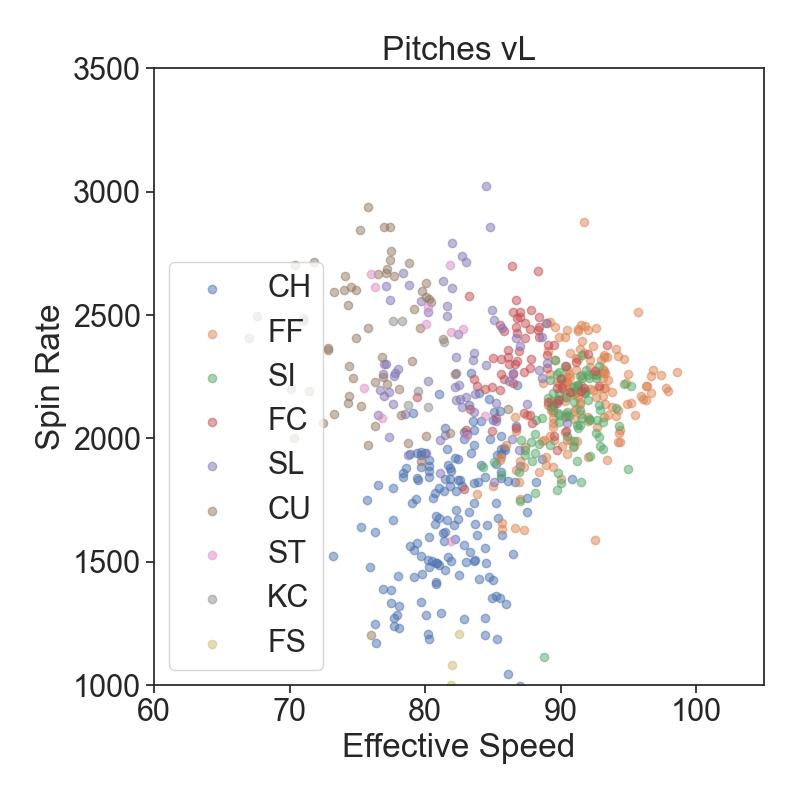 Pitches vL
3500
3000
2500
2000
1500
1000
Spin Rate
CH
FF
SI
FC
SL
CU
ST
KC
FS
60 70 80 90 100
Effective Speed